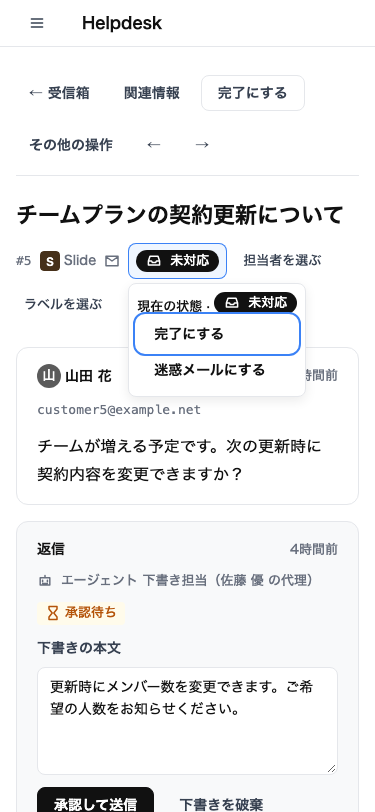 Helpdesk
← 受信箱 関連情報 完了にする
その他の操作 ← →
チームプランの契約更新について
#5 S Slide 未対応 担当者を選ぶ
ラベルを選ぶ
現在の状態 · 未対応
完了にする
迷惑メールにする
山 山田 花
時間前
customer5@example.net
チームが増える予定です。次の更新時に
契約内容を変更できますか？
返信 4時間前
エージェント 下書き担当（佐藤 優 の代理）
承認待ち
下書きの本文
更新時にメンバー数を変更できます。ご希
望の人数をお知らせください。
承認して送信 下書きを破棄